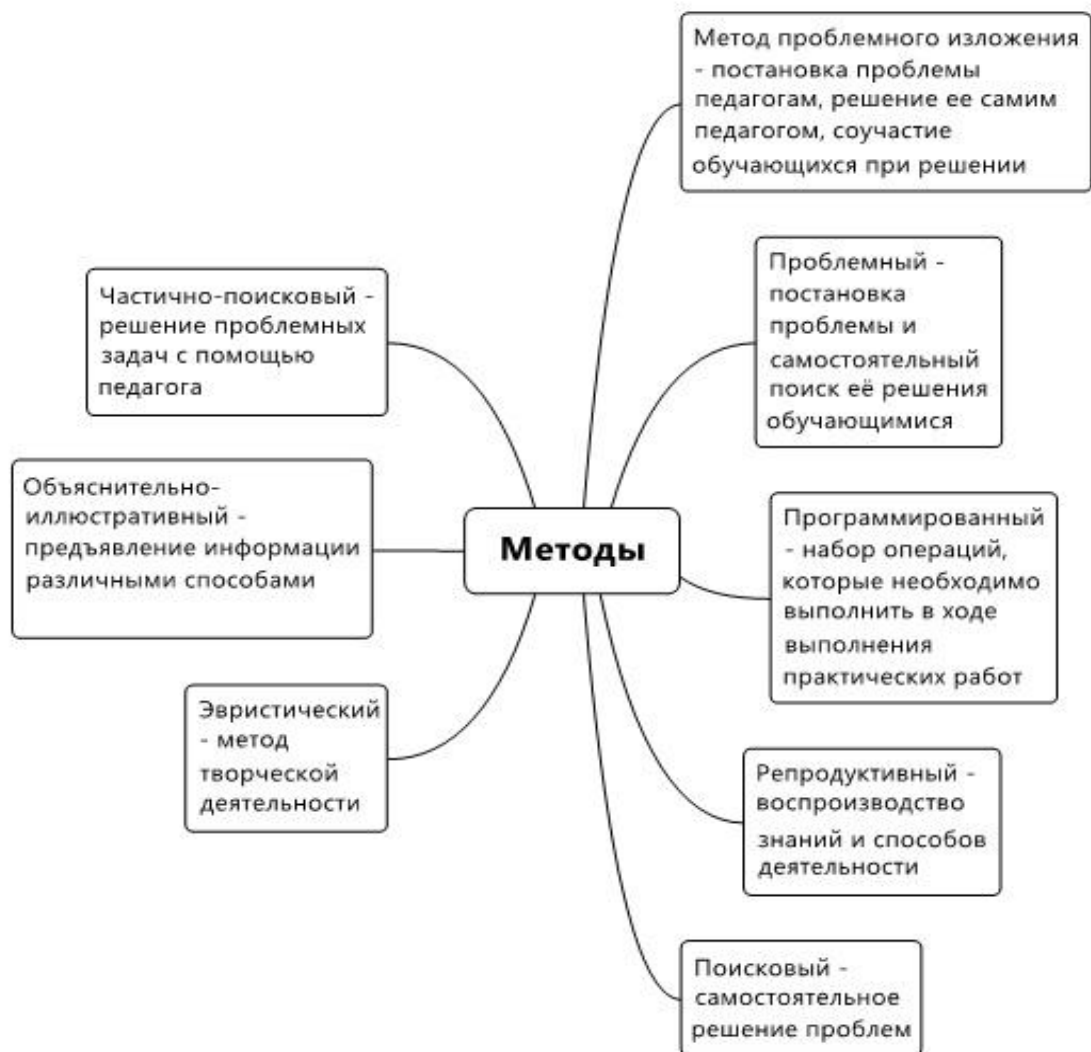 Метод проблемного изложения
- постановка проблемы
педагогам, решение ее самим
педагогом, соучастие
обучающихся при решении
Проблемный -
постановка
проблемы и
самостоятельный
поиск её решения
обучающимися
Частично-поисковый -
решение проблемных
задач с помощью
педагога
Объяснительно-
иллюстративный -
предъявление информации
различными способами
Методы
Программированный
- набор операций,
которые необходимо
выполнить в ходе
выполнения
практических работ
Эвристический
- метод
творческой
деятельности
Репродуктивный -
воспроизводство
знаний и способов
деятельности
Поисковый -
самостоятельное
решение проблем